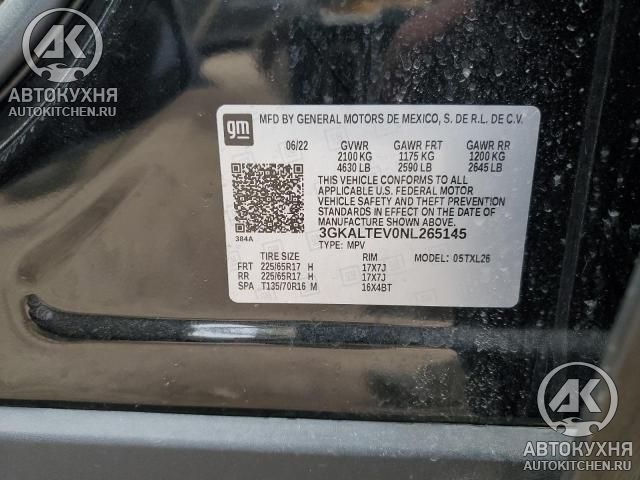 AK
АВТОКУХНЯ
AUTOKITCHEN.RU
gm
MFD BY GENERAL MOTORS DE MEXICO, S. DE R.L. DE C.V.
06/22 GVWR GAWR FRT GAWR RR
2100 KG 1175 KG 1200 KG
4630 LB 2590 LB 2645 LB
THIS VEHICLE CONFORMS TO ALL
APPLICABLE U.S. FEDERAL MOTOR
VEHICLE SAFETY AND THEFT PREVENTION
STANDARDS IN EFFECT ON THE DATE OF
MANUFACTURE SHOWN ABOVE.
3GKALTEV0NL265145
384A
TYPE: MPV
TIRE SIZE RIM MODEL: 05TXL26
FRT 225/65R17 H 17X7J
RR 225/65R17 H 17X7J
SPA T135/70R16 M 16X4BT
AK
АВТОКУХНЯ
AUTOKITCHEN.RU